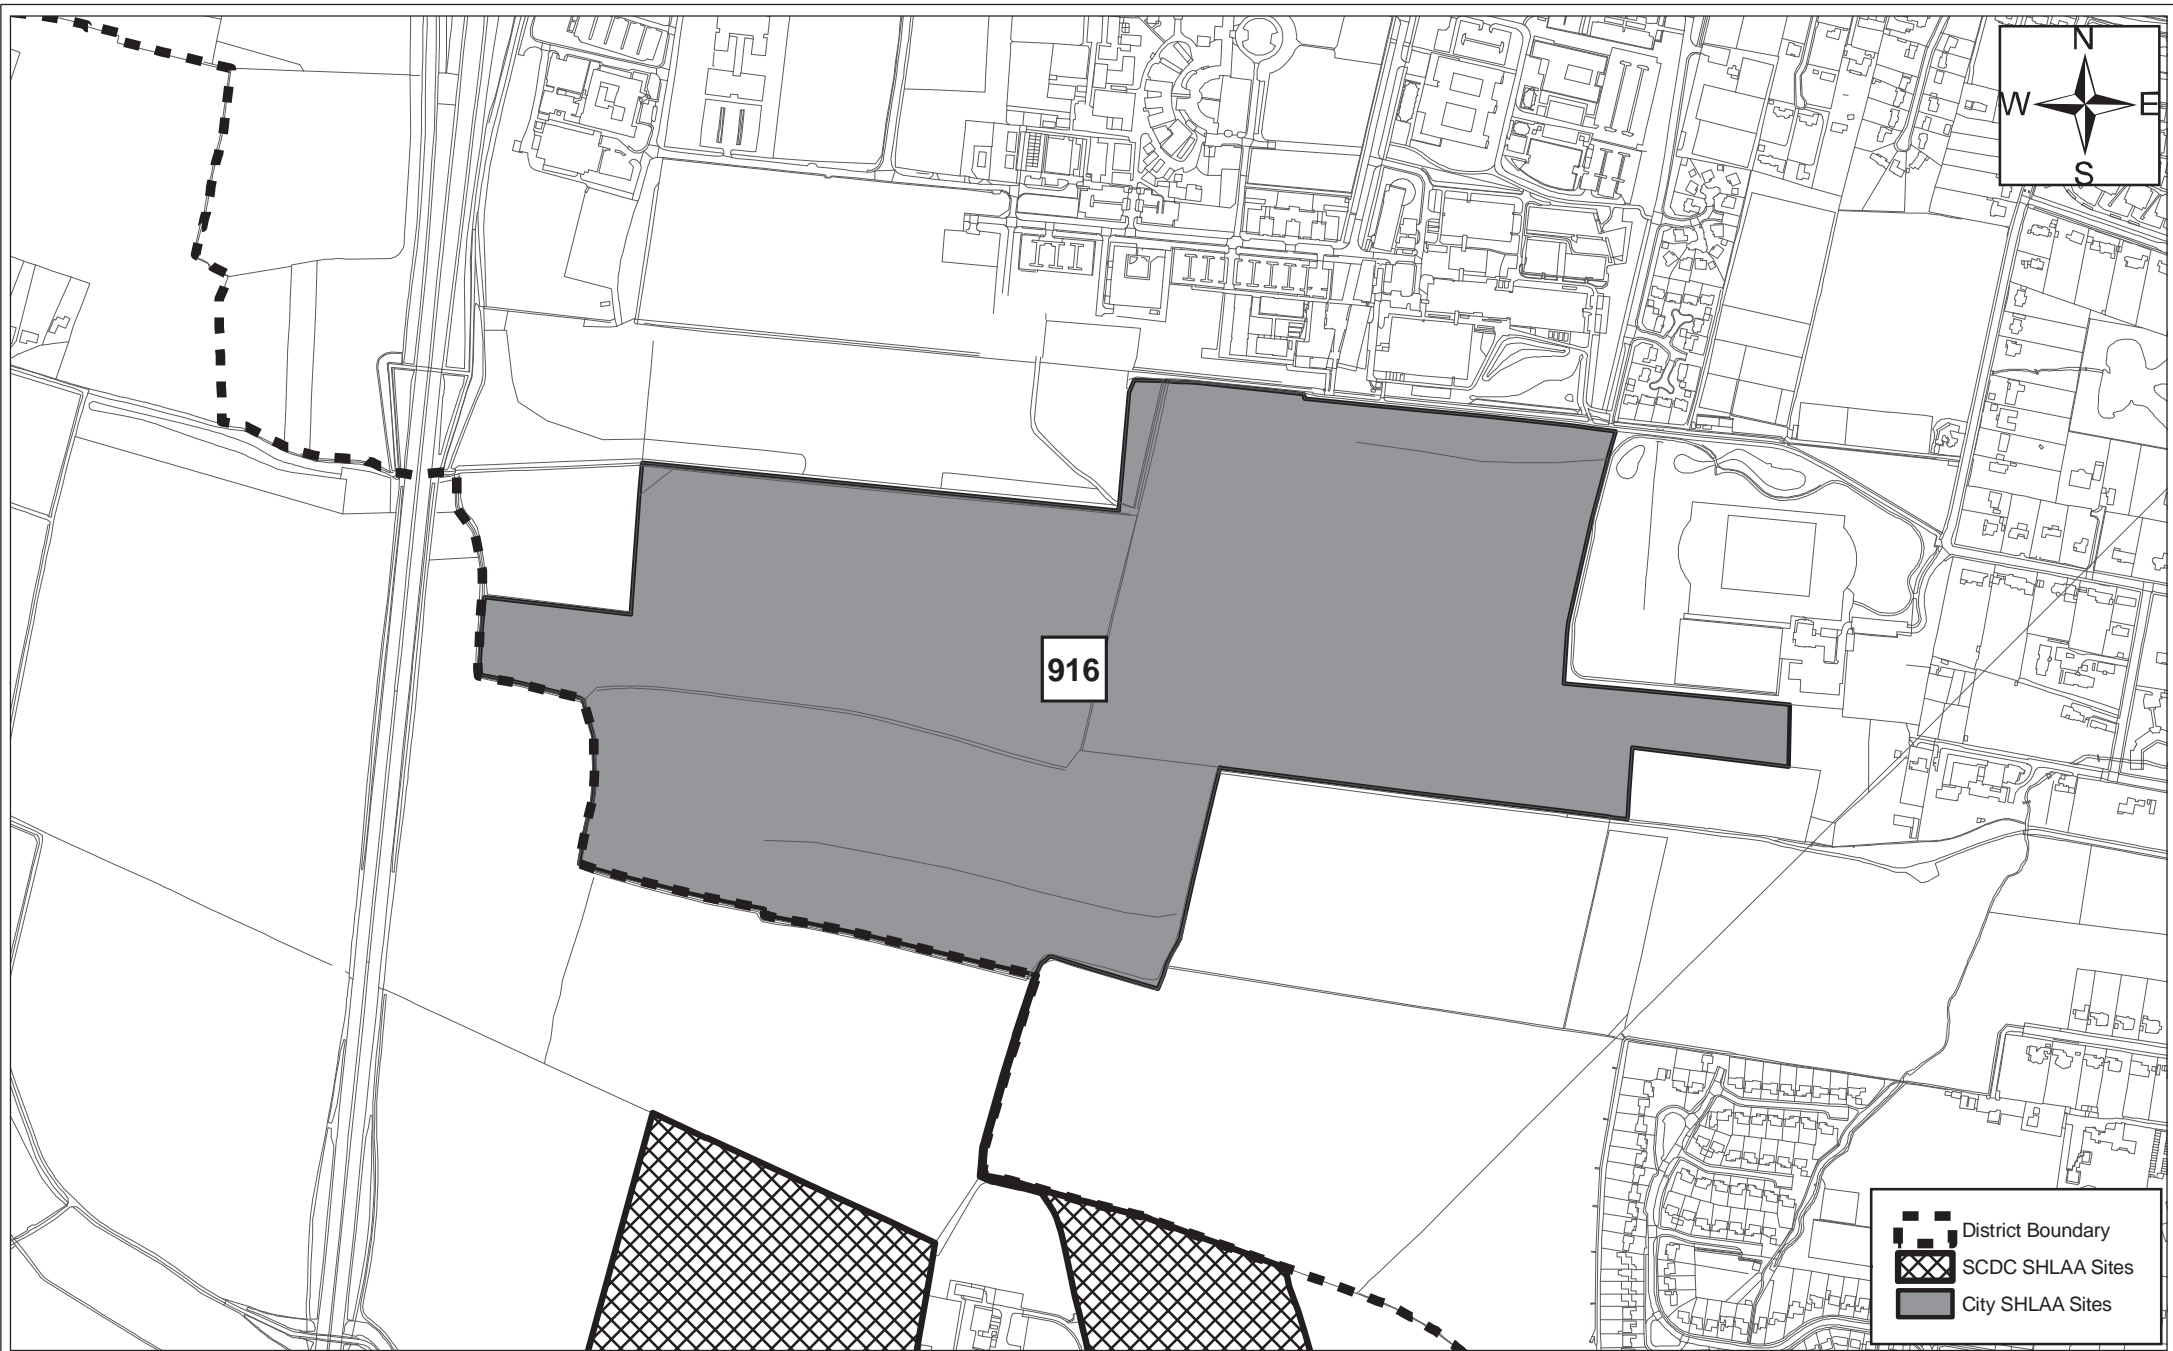 N
W E
S
916
District Boundary
SCDC SHLAA Sites
City SHLAA Sites